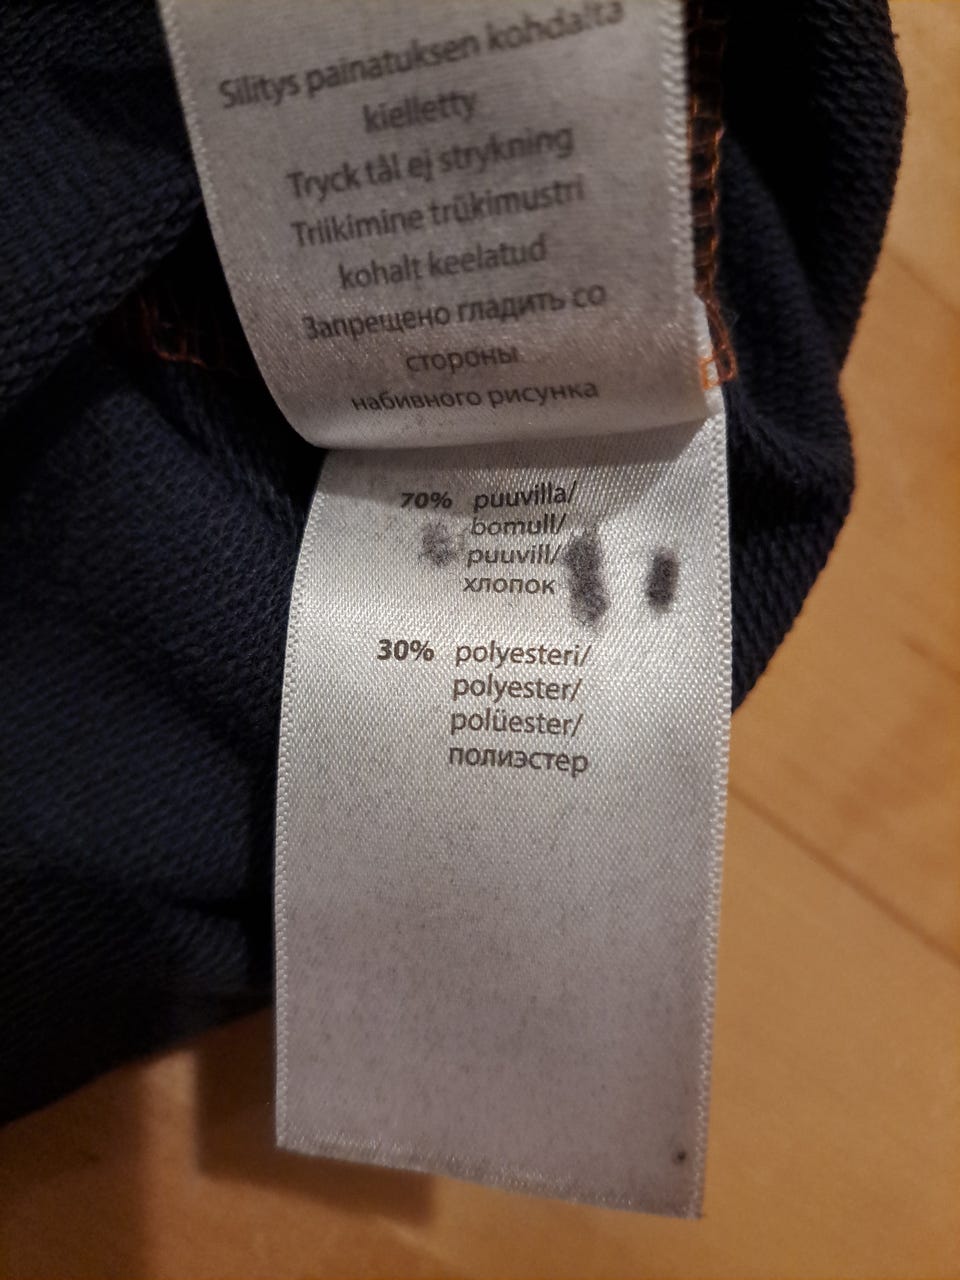 Silitys painatuksen kohdalta
kielletty
Tryck tål ej strykning
Triikimine trükimustri
kohalt keelatud
Запрещено гладить со
стороны
набивного рисунка
70% puuvilla/
bomull/
puuvill/
хлопок
30% polyesteri/
polyester/
polüester/
полиэстер